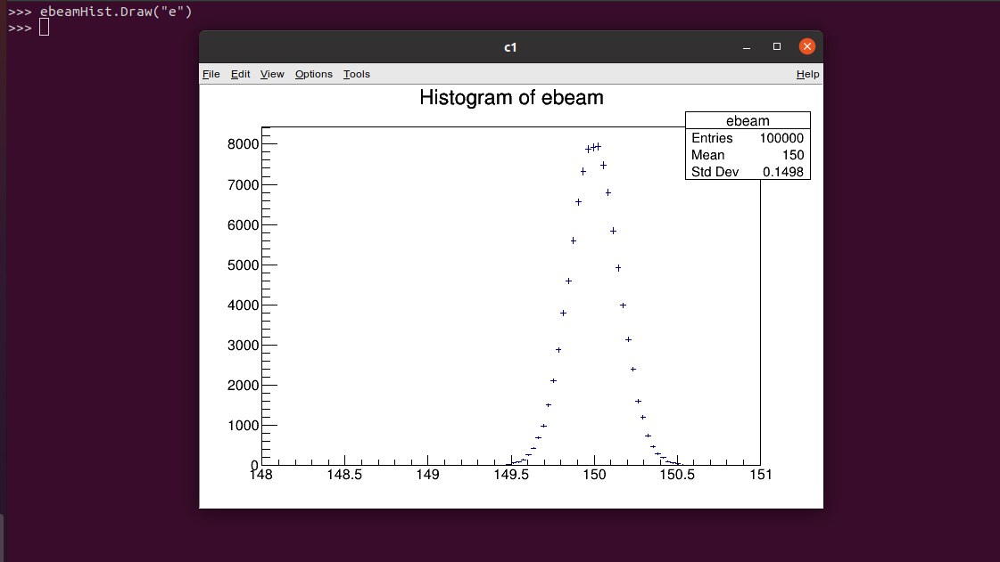 >>> ebeamHist.Draw("e")
>>>
c1
File Edit View Options Tools Help
Histogram of ebeam
ebeam
Entries 100000
Mean 150
Std Dev 0.1498
8000
7000
6000
5000
4000
3000
2000
1000
0
148 148.5 149 149.5 150 150.5 151